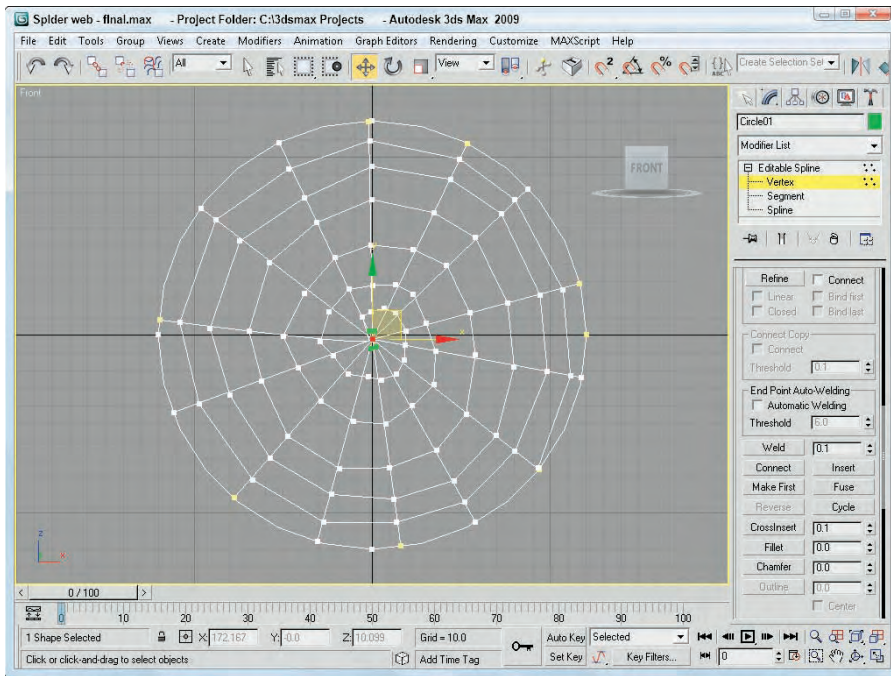 Spider web - final.max - Project Folder: C:\3dsmax Projects - Autodesk 3ds Max 2009
File Edit Tools Group Views Create Modifiers Animation Graph Editors Rendering Customize MAXScript Help
All View 2 % ABC Create Selection Set
Front
FRONT
x
z
x
Circle01
Modifier List
Editable Spline
Vertex
Segment
Spline
Refine Connect
Linear Bind first
Closed Bind last
Connect Copy
Connect
Threshold 0.1
End Point Auto-Welding
Automatic Welding
Threshold 6.0
Weld 0.1
Connect Insert
Make First Fuse
Reverse Cycle
CrossInsert 0.1
Fillet 0.0
Chamfer 0.0
Outline 0.0
Center
< 0 / 100 >
0 10 20 30 40 50 60 70 80 90 100
1 Shape Selected X: 172.167 Y: -0.0 Z: 10.099 Grid = 10.0 Auto Key Selected
Click or click-and-drag to select objects Add Time Tag Set Key Key Filters... 0